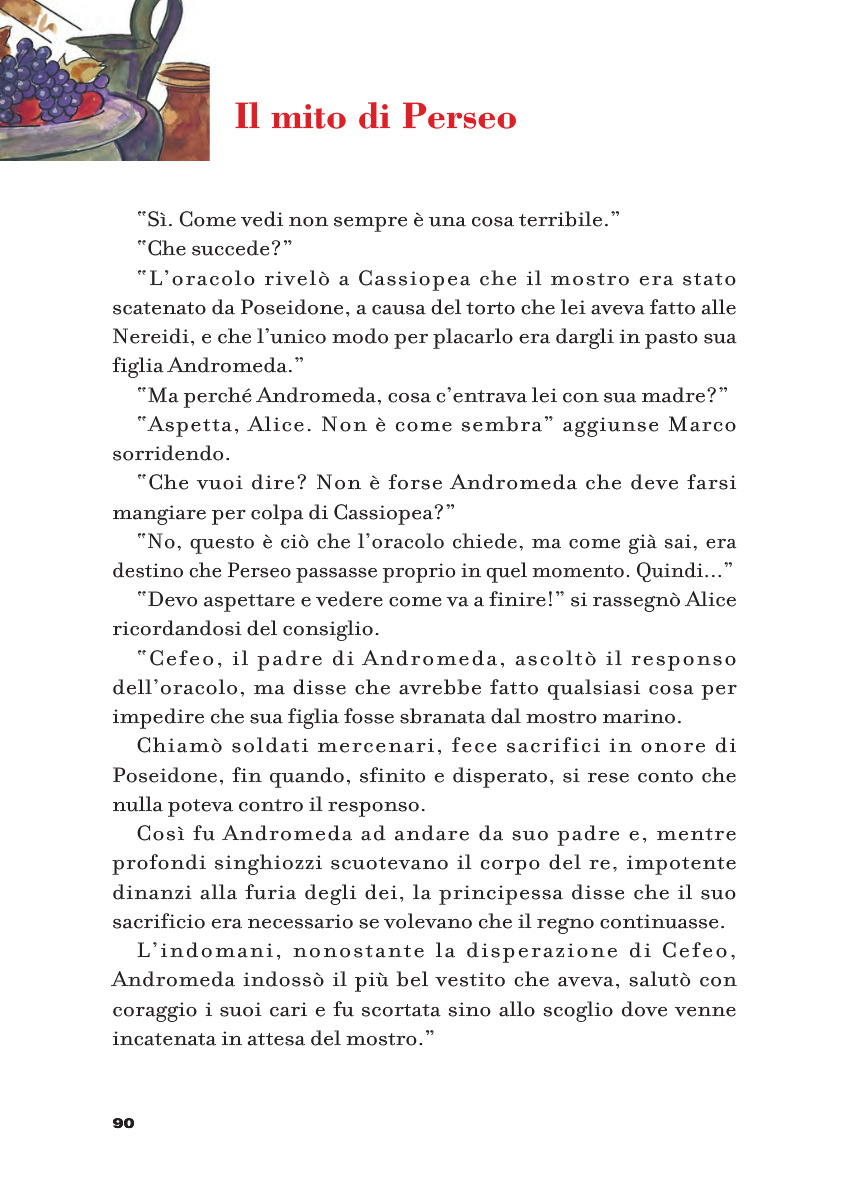 Il mito di Perseo
‟Sì. Come vedi non sempre è una cosa terribile.”
‟Che succede?”
‟L’oracolo rivelò a Cassiopea che il mostro era stato
scatenato da Poseidone, a causa del torto che lei aveva fatto alle
Nereidi, e che l’unico modo per placarlo era dargli in pasto sua
figlia Andromeda.”
‟Ma perché Andromeda, cosa c’entrava lei con sua madre?”
‟Aspetta, Alice. Non è come sembra” aggiunse Marco
sorridendo.
‟Che vuoi dire? Non è forse Andromeda che deve farsi
mangiare per colpa di Cassiopea?”
‟No, questo è ciò che l’oracolo chiede, ma come già sai, era
destino che Perseo passasse proprio in quel momento. Quindi...”
‟Devo aspettare e vedere come va a finire!” si rassegnò Alice
ricordandosi del consiglio.
‟Cefeo, il padre di Andromeda, ascoltò il responso
dell’oracolo, ma disse che avrebbe fatto qualsiasi cosa per
impedire che sua figlia fosse sbranata dal mostro marino.
Chiamò soldati mercenari, fece sacrifici in onore di
Poseidone, fin quando, sfinito e disperato, si rese conto che
nulla poteva contro il responso.
Così fu Andromeda ad andare da suo padre e, mentre
profondi singhiozzi scuotevano il corpo del re, impotente
dinanzi alla furia degli dei, la principessa disse che il suo
sacrificio era necessario se volevano che il regno continuasse.
L’indomani, nonostante la disperazione di Cefeo,
Andromeda indossò il più bel vestito che aveva, salutò con
coraggio i suoi cari e fu scortata sino allo scoglio dove venne
incatenata in attesa del mostro.”
90